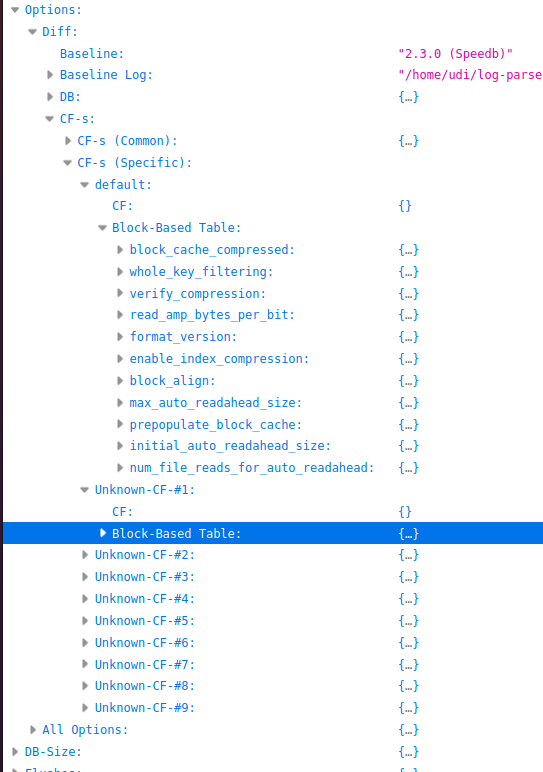 Options:
Diff:
Baseline: "2.3.0 (Speedb)"
Baseline Log: "/home/udi/log-parse
DB: {…}
CF-s:
CF-s (Common): {…}
CF-s (Specific):
default:
CF: {}
Block-Based Table:
block_cache_compressed: {…}
whole_key_filtering: {…}
verify_compression: {…}
read_amp_bytes_per_bit: {…}
format_version: {…}
enable_index_compression: {…}
block_align: {…}
max_auto_readahead_size: {…}
prepopulate_block_cache: {…}
initial_auto_readahead_size: {…}
num_file_reads_for_auto_readahead: {…}
Unknown-CF-#1:
CF: {}
Block-Based Table: {…}
Unknown-CF-#2: {…}
Unknown-CF-#3: {…}
Unknown-CF-#4: {…}
Unknown-CF-#5: {…}
Unknown-CF-#6: {…}
Unknown-CF-#7: {…}
Unknown-CF-#8: {…}
Unknown-CF-#9: {…}
All Options: {…}
DB-Size: {…}
Flushes: {…}